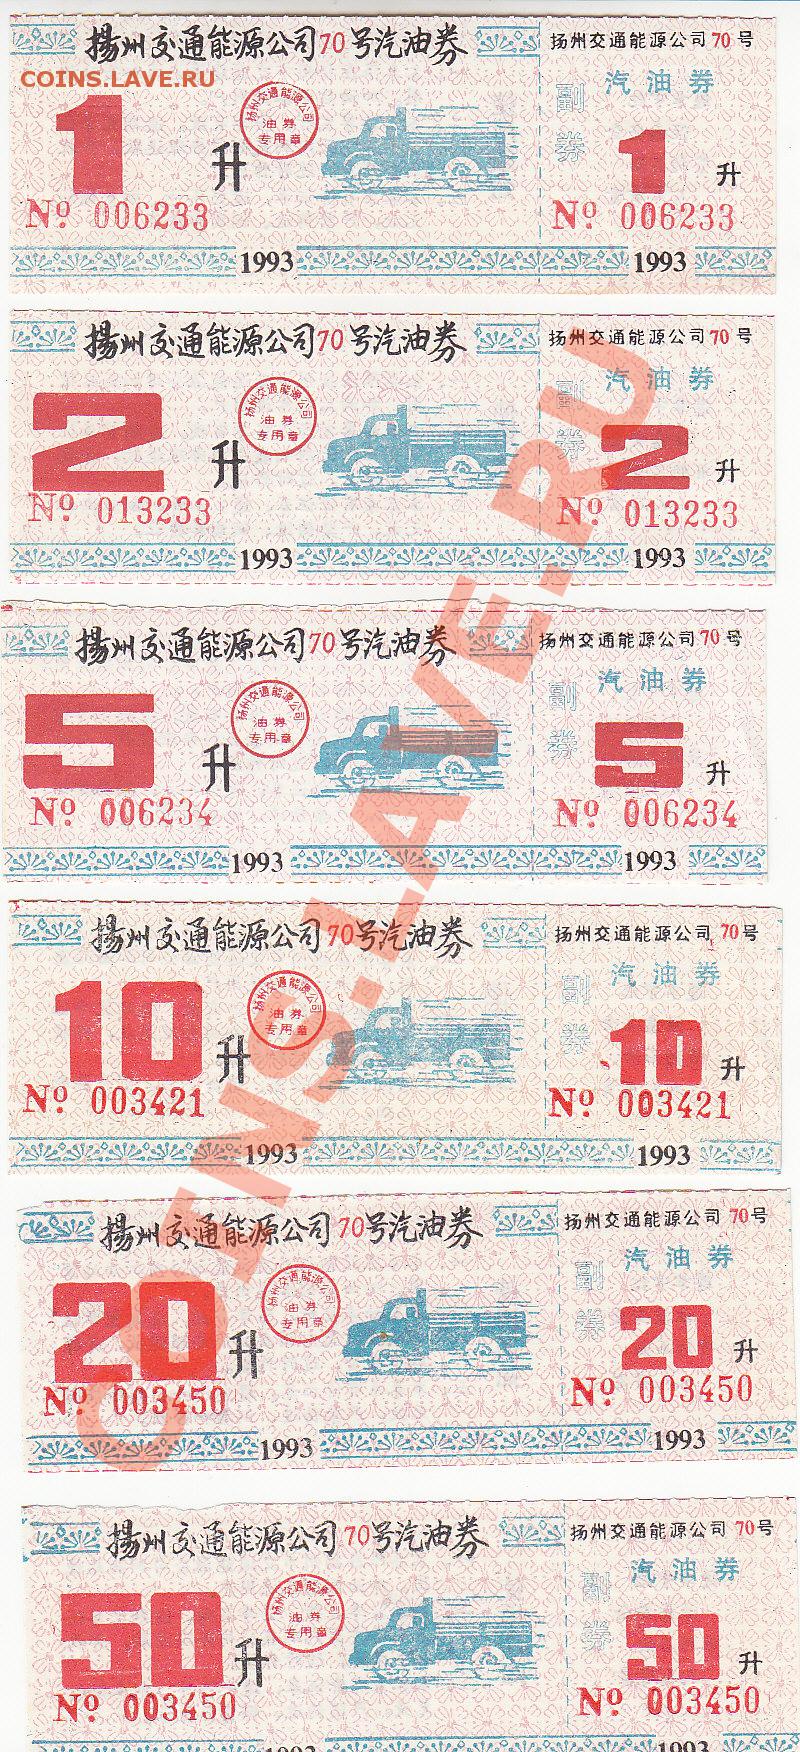 COINS.LAVE.RU
揚州交通能源公司70号汽油券
扬州交通能源公司
油券
专用章
1
升
No 006233
1993
扬州交通能源公司70号
汽油券
副券
1
升
No 006233
1993
揚州交通能源公司70号汽油券
扬州交通能源公司
油券
专用章
2
升
No 013233
1993
扬州交通能源公司70号
汽油券
副券
2
升
No 013233
1993
揚州交通能源公司70号汽油券
扬州交通能源公司
油券
专用章
5
升
No 006234
1993
扬州交通能源公司70号
汽油券
副券
5
升
No 006234
1993
揚州交通能源公司70号汽油券
扬州交通能源公司
油券
专用章
10
升
No 003421
1993
扬州交通能源公司70号
汽油券
副券
10
升
No 003421
1993
揚州交通能源公司70号汽油券
扬州交通能源公司
油券
专用章
20
升
No 003450
1993
扬州交通能源公司70号
汽油券
副券
20
升
No 003450
1993
揚州交通能源公司70号汽油券
扬州交通能源公司
油券
专用章
50
升
No 003450
1993
扬州交通能源公司70号
汽油券
副券
50
升
No 003450
1993
COINS.LAVE.RU